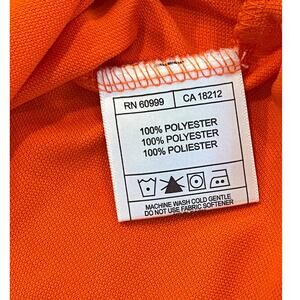 RN 60999 CA 18212
100% POLYESTER
100% POLYESTER
100% POLIESTER
MACHINE WASH COLD GENTLE
DO NOT USE FABRIC SOFTENER